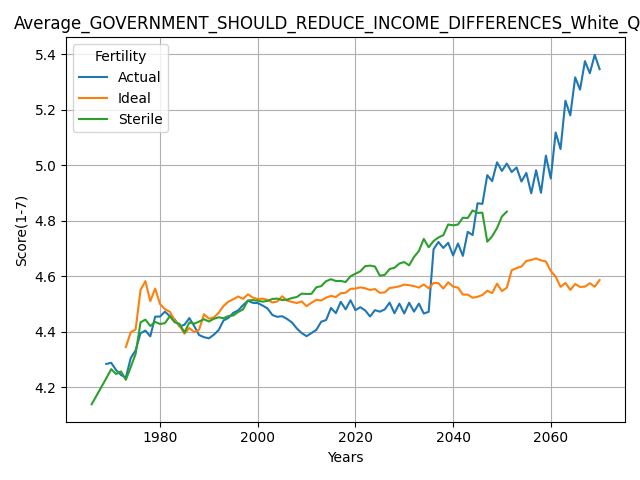 Average_GOVERNMENT_SHOULD_REDUCE_INCOME_DIFFERENCES_White_Q
Fertility
Actual
Ideal
Sterile
5.4
5.2
5.0
4.8
4.6
4.4
4.2
Score(1-7)
1980 2000 2020 2040 2060
Years